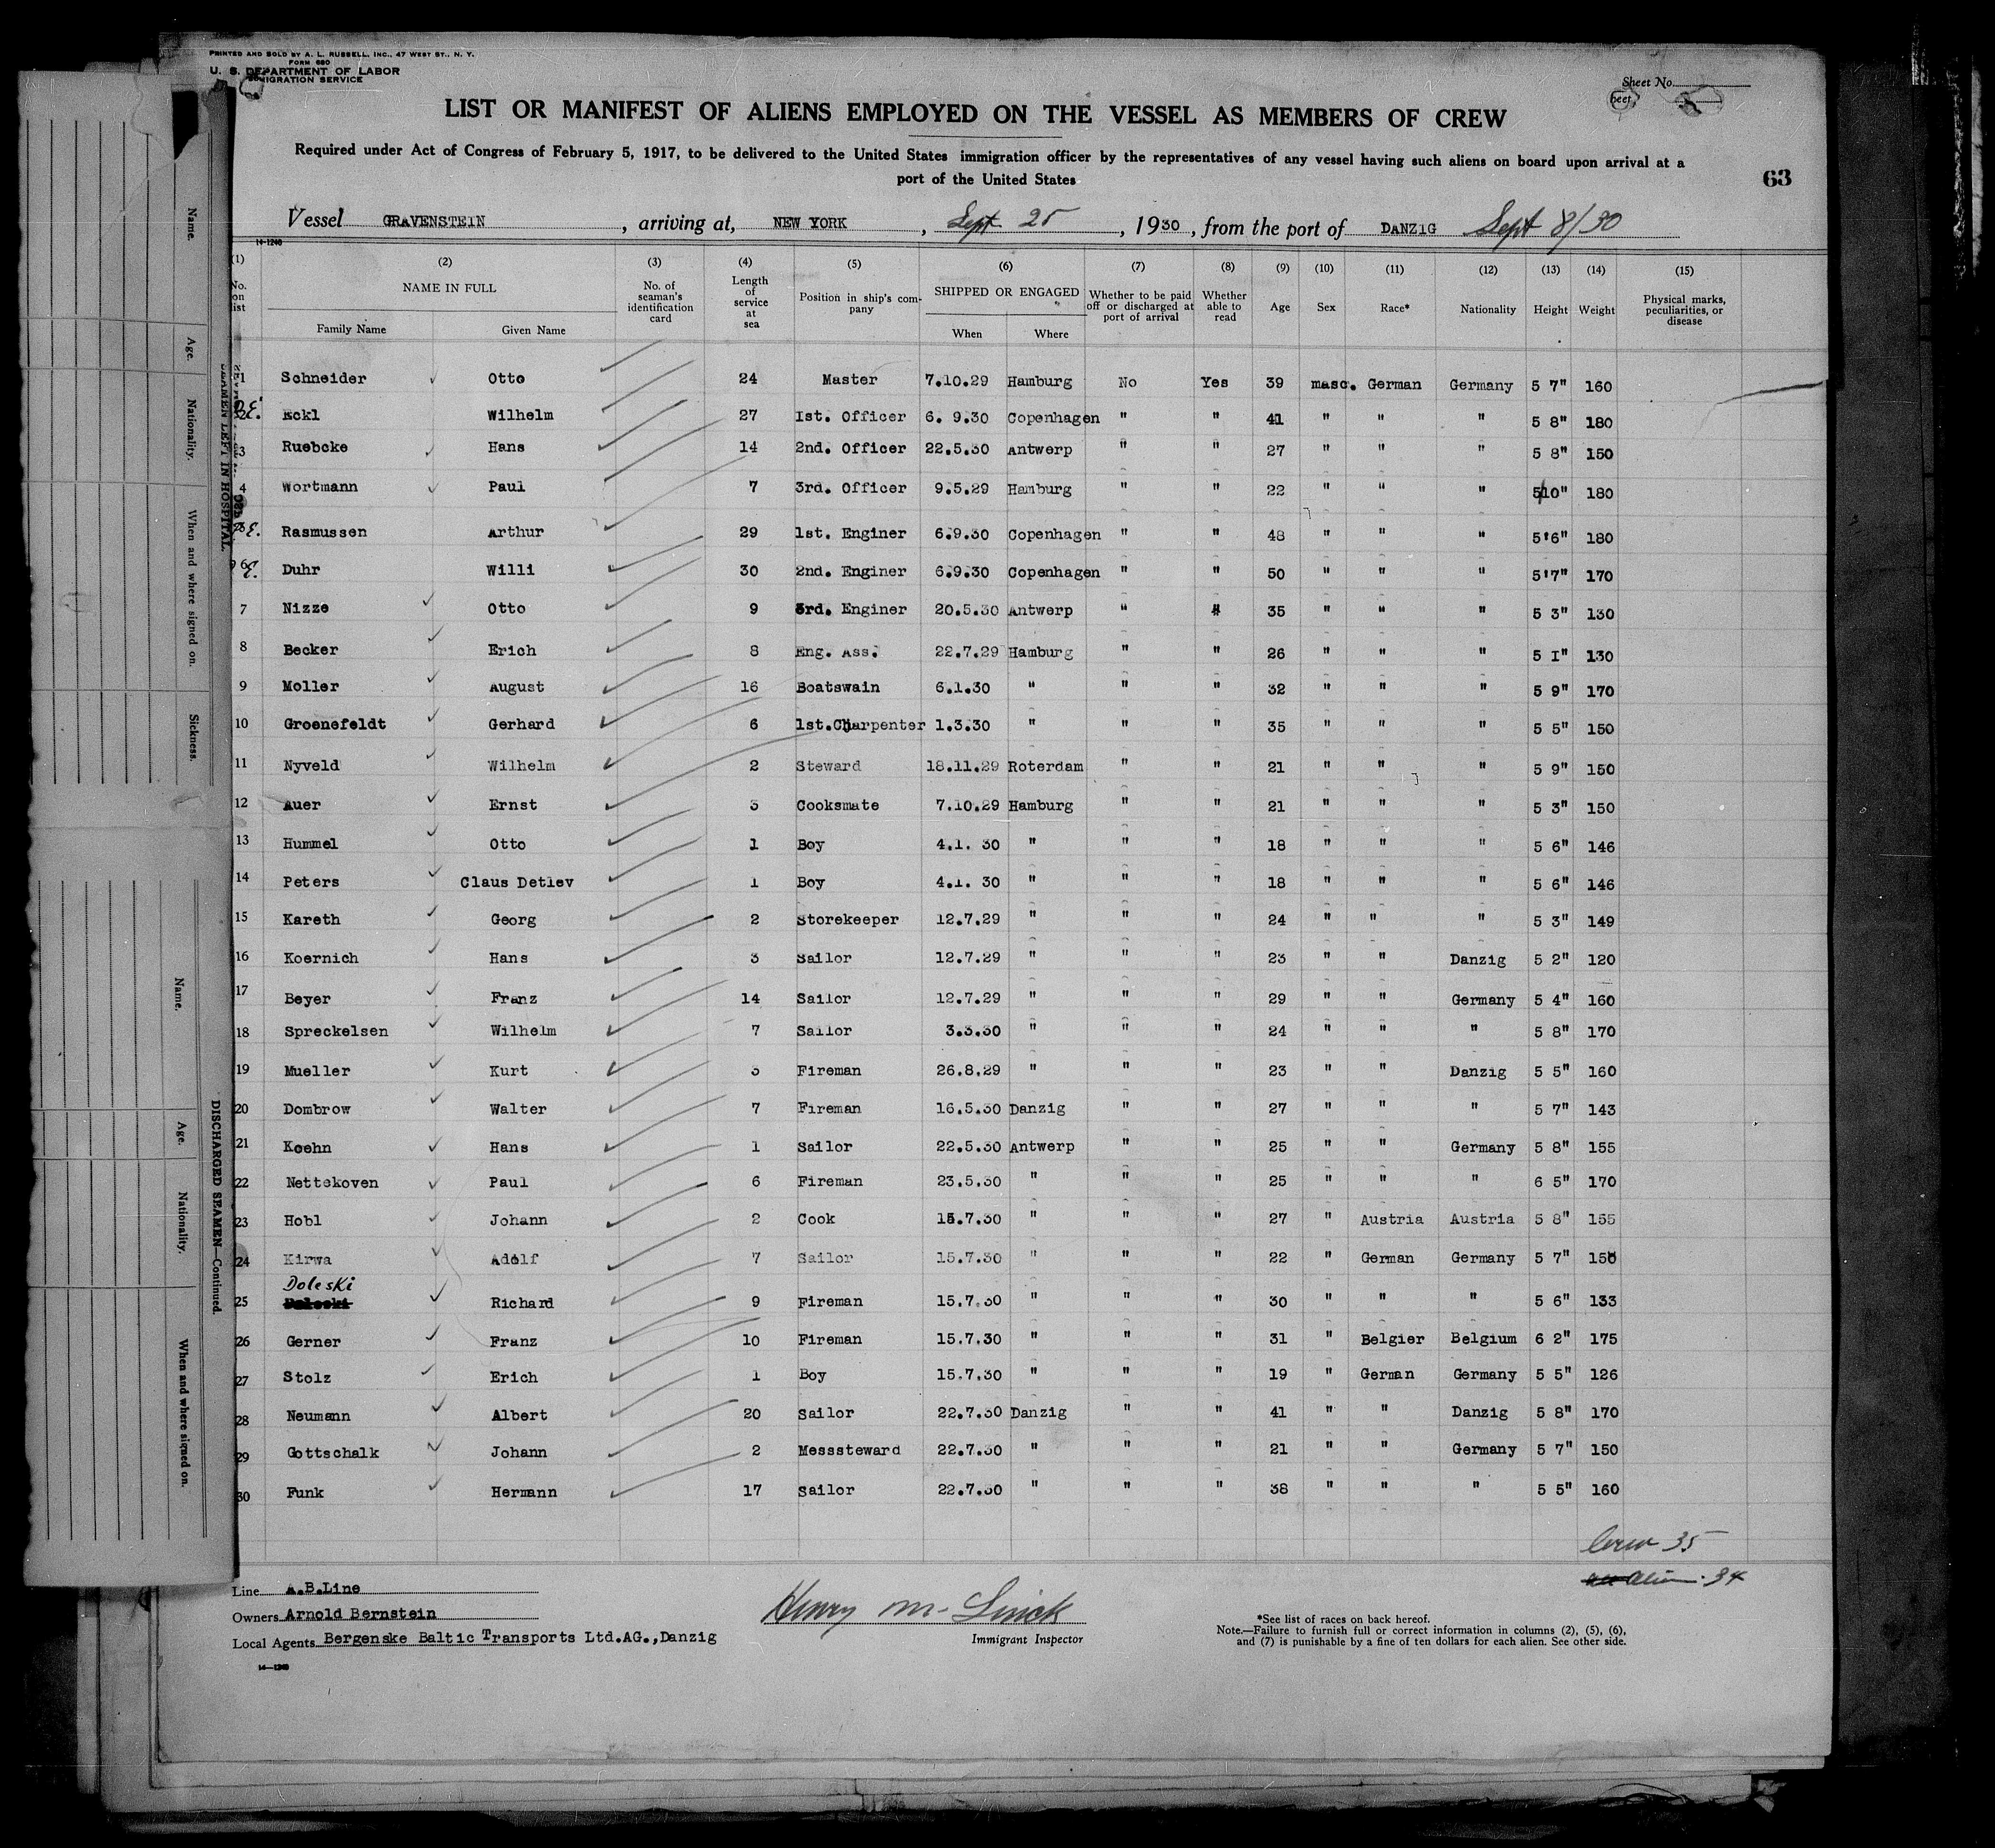 PRINTED AND SOLD BY A. L. RUSSELL, INC., 47 WEST ST., N. Y.
FORM 680
U. S. DEPARTMENT OF LABOR
IMMIGRATION SERVICE
Sheet No.
LIST OR MANIFEST OF ALIENS EMPLOYED ON THE VESSEL AS MEMBERS OF CREW
Required under Act of Congress of February 5, 1917, to be delivered to the United States immigration officer by the representatives of any vessel having such aliens on board upon arrival at a
port of the United States
63
Vessel GRAVENSTEIN, arriving at, NEW YORK, Sept 25, 1930, from the port of DANZIG Sept 8/30
14-1240
(1) (2) (3) (4) (5) (6) (7) (8) (9) (10) (11) (12) (13) (14) (15)
No. on list NAME IN FULL Family Name Given Name No. of seaman's identification card Length of service at sea Position in ship's company SHIPPED OR ENGAGED When Where Whether to be paid off or discharged at port of arrival Whether able to read Age Sex Race* Nationality Height Weight Physical marks, peculiarities, or disease
1 Schneider Otto 24 Master 7.10.29 Hamburg No Yes 39 masc. German Germany 5 7" 160
Eckl Wilhelm 27 Ist. Officer 6. 9.30 Copenhagen " " 41 " " " 5 8" 180
3 Ruebcke Hans 14 2nd. Officer 22.5.30 Antwerp " " 27 " " " 5 8" 150
4 Wortmann Paul 7 3rd. Officer 9.5.29 Hamburg " " 22 " " " 5 10" 180
Rasmussen Arthur 29 1st. Enginer 6.9.30 Copenhagen " " 48 " " " 5'6" 180
6 Duhr Willi 30 2nd. Enginer 6.9.30 Copenhagen " " 50 " " " 5'7" 170
7 Nizze Otto 9 3rd. Enginer 20.5.30 Antwerp " " 35 " " " 5 3" 130
8 Becker Erich 8 Eng. Ass. 22.7.29 Hamburg " " 26 " " " 5 I" 130
9 Moller August 16 Boatswain 6.1.30 " " " 32 " " " 5 9" 170
10 Groenefeldt Gerhard 6 1st.Charpenter 1.3.30 " " " 35 " " " 5 5" 150
11 Nyveld Wilhelm 2 Steward 18.11.29 Roterdam " " 21 " " " 5 9" 150
12 Auer Ernst 3 Cooksmate 7.10.29 Hamburg " " 21 " " " 5 3" 150
13 Hummel Otto 1 Boy 4.1. 30 " " " 18 " " " 5 6" 146
14 Peters Claus Detlev 1 Boy 4.1. 30 " " " 18 " " " 5 6" 146
15 Kareth Georg 2 Storekeeper 12.7.29 " " " 24 " " " 5 3" 149
16 Koernich Hans 3 Sailor 12.7.29 " " " 23 " " Danzig 5 2" 120
17 Beyer Franz 14 Sailor 12.7.29 " " " 29 " " Germany 5 4" 160
18 Spreckelsen Wilhelm 7 Sailor 3.3.30 " " " 24 " " " 5 8" 170
19 Mueller Kurt 3 Fireman 26.8.29 " " " 23 " " Danzig 5 5" 160
20 Dombrow Walter 7 Fireman 16.5.30 Danzig " " 27 " " " 5 7" 143
21 Koehn Hans 1 Sailor 22.5.30 Antwerp " " 25 " " Germany 5 8" 155
22 Nettekoven Paul 6 Fireman 23.5.30 " " " 25 " " " 6 5" 170
23 Hobl Johann 2 Cook 15.7.30 " " " 27 " Austria Austria 5 8" 155
24 Kirwa Adolf 7 Sailor 15.7.30 " " " 22 " German Germany 5 7" 150
Doleski
25 Richard 9 Fireman 15.7.30 " " " 30 " " " 5 6" 133
26 Gerner Franz 10 Fireman 15.7.30 " " " 31 " Belgier Belgium 6 2" 175
27 Stolz Erich 1 Boy 15.7.30 " " " 19 " German Germany 5 5" 126
28 Neumann Albert 20 Sailor 22.7.30 Danzig " " 41 " " Danzig 5 8" 170
29 Gottschalk Johann 2 Messsteward 22.7.30 " " " 21 " " Germany 5 7" 150
30 Funk Hermann 17 Sailor 22.7.30 " " " 38 " " " 5 5" 160
Crew 35
Alien 34
Line A.B.Line
Owners Arnold Bernstein
Local Agents Bergenske Baltic Transports Ltd.AG.,Danzig
14—1240
Henry M. Linck
Immigrant Inspector
*See list of races on back hereof.
Note.—Failure to furnish full or correct information in columns (2), (5), (6),
and (7) is punishable by a fine of ten dollars for each alien. See other side.
Name.
Age.
Nationality.
When and where signed on.
Sickness.
SEAMEN LEFT IN HOSPITAL.
Name.
Age.
Nationality.
When and where signed on.
DISCHARGED SEAMEN—Continued.